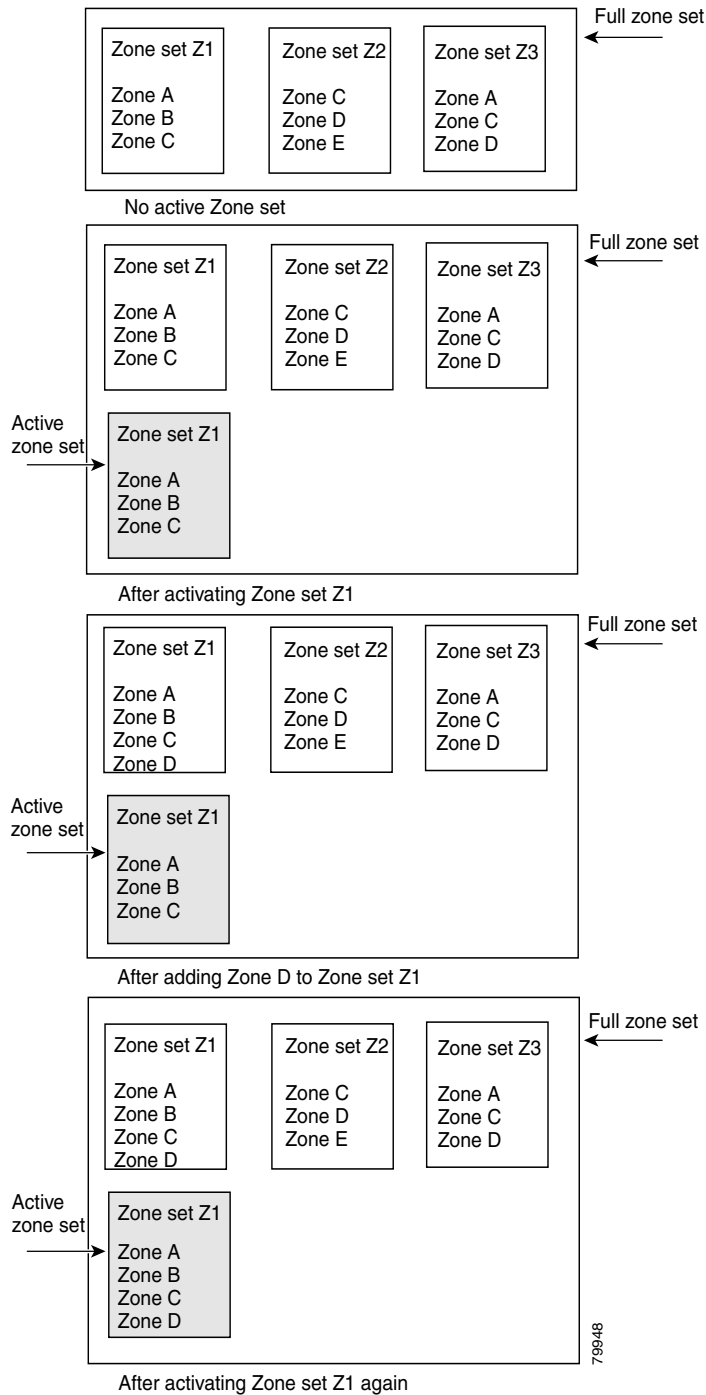 Full zone set
Zone set Z1
Zone A
Zone B
Zone C
Zone set Z2
Zone C
Zone D
Zone E
Zone set Z3
Zone A
Zone C
Zone D
No active Zone set
Full zone set
Zone set Z1
Zone A
Zone B
Zone C
Zone set Z2
Zone C
Zone D
Zone E
Zone set Z3
Zone A
Zone C
Zone D
Active
zone set
Zone set Z1
Zone A
Zone B
Zone C
After activating Zone set Z1
Full zone set
Zone set Z1
Zone A
Zone B
Zone C
Zone D
Zone set Z2
Zone C
Zone D
Zone E
Zone set Z3
Zone A
Zone C
Zone D
Active
zone set
Zone set Z1
Zone A
Zone B
Zone C
After adding Zone D to Zone set Z1
Full zone set
Zone set Z1
Zone A
Zone B
Zone C
Zone D
Zone set Z2
Zone C
Zone D
Zone E
Zone set Z3
Zone A
Zone C
Zone D
Active
zone set
Zone set Z1
Zone A
Zone B
Zone C
Zone D
79948
After activating Zone set Z1 again